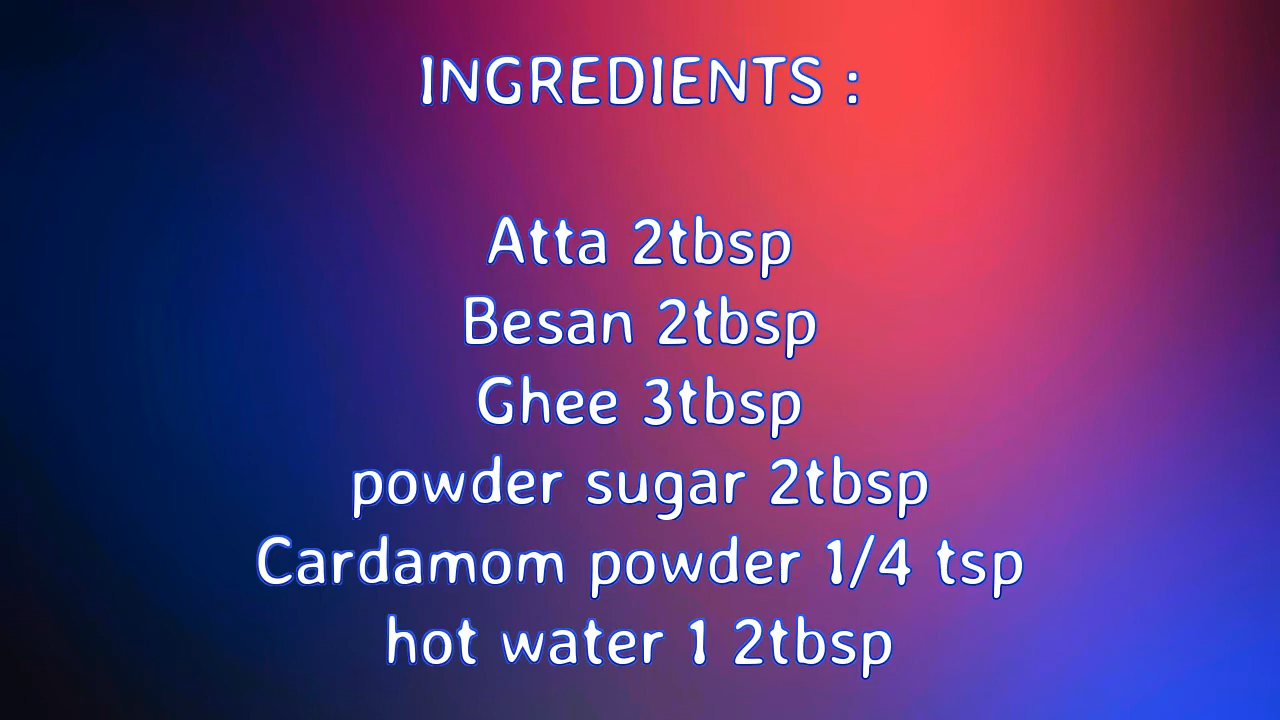 INGREDIENTS :
Atta 2tbsp
Besan 2tbsp
Ghee 3tbsp
powder sugar 2tbsp
Cardamom powder 1/4 tsp
hot water 1 2tbsp